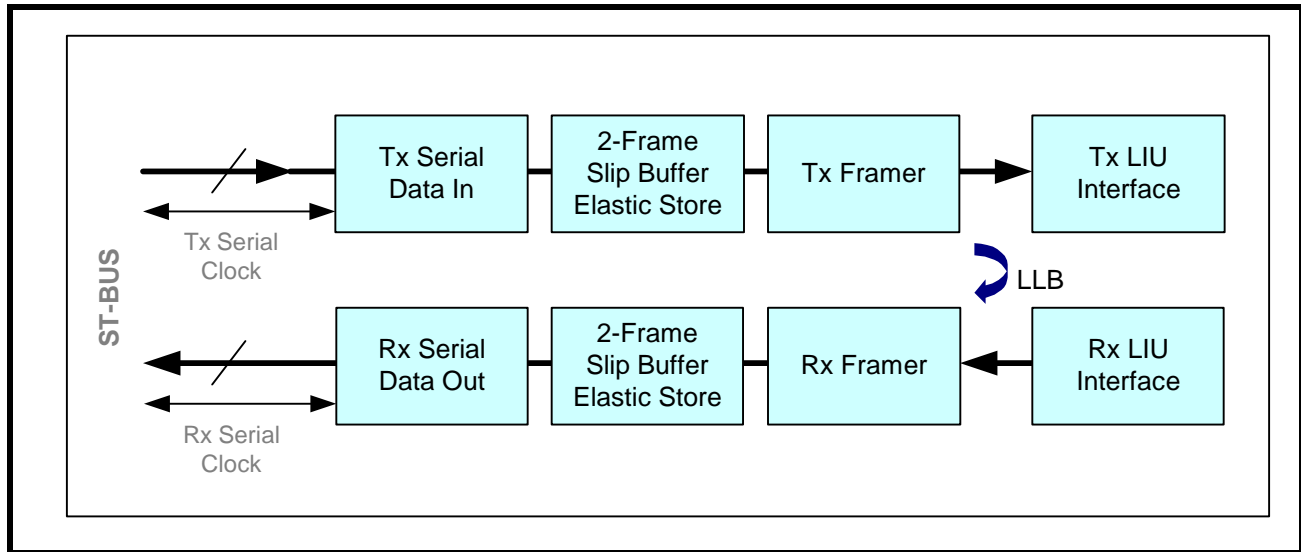 Tx Serial
Data In
2-Frame
Slip Buffer
Elastic Store
Tx Framer
Tx LIU
Interface
Tx Serial
Clock
ST-BUS
LLB
Rx Serial
Data Out
2-Frame
Slip Buffer
Elastic Store
Rx Framer
Rx LIU
Interface
Rx Serial
Clock